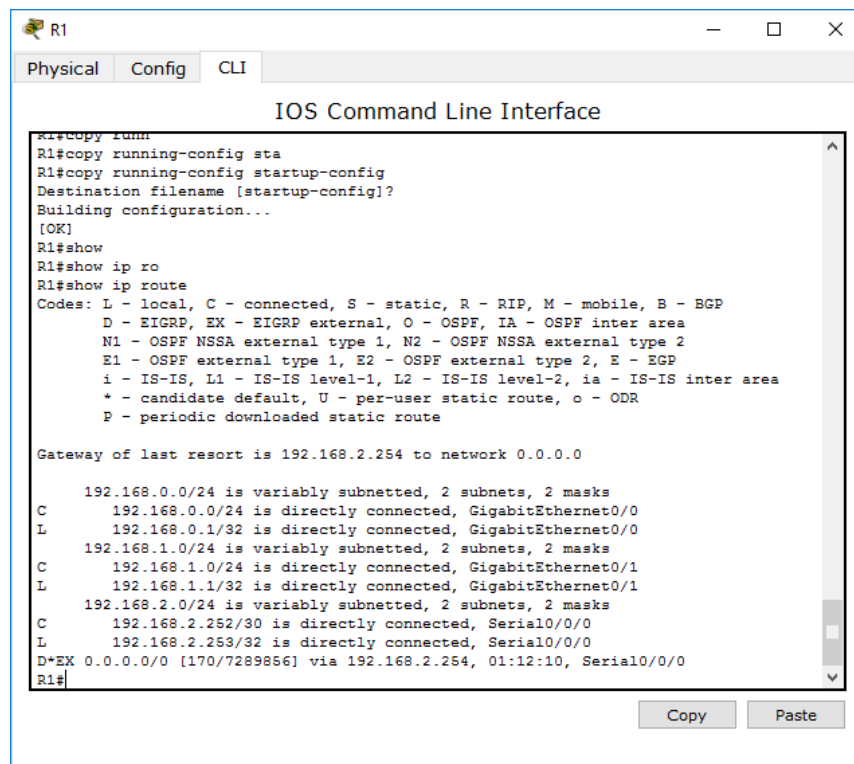 R1
Physical Config CLI
IOS Command Line Interface
R1#copy runn
R1#copy running-config sta
R1#copy running-config startup-config
Destination filename [startup-config]?
Building configuration...
[OK]
R1#show
R1#show ip ro
R1#show ip route
Codes: L - local, C - connected, S - static, R - RIP, M - mobile, B - BGP
D - EIGRP, EX - EIGRP external, O - OSPF, IA - OSPF inter area
N1 - OSPF NSSA external type 1, N2 - OSPF NSSA external type 2
E1 - OSPF external type 1, E2 - OSPF external type 2, E - EGP
i - IS-IS, L1 - IS-IS level-1, L2 - IS-IS level-2, ia - IS-IS inter area
* - candidate default, U - per-user static route, o - ODR
P - periodic downloaded static route
Gateway of last resort is 192.168.2.254 to network 0.0.0.0
192.168.0.0/24 is variably subnetted, 2 subnets, 2 masks
C 192.168.0.0/24 is directly connected, GigabitEthernet0/0
L 192.168.0.1/32 is directly connected, GigabitEthernet0/0
192.168.1.0/24 is variably subnetted, 2 subnets, 2 masks
C 192.168.1.0/24 is directly connected, GigabitEthernet0/1
L 192.168.1.1/32 is directly connected, GigabitEthernet0/1
192.168.2.0/24 is variably subnetted, 2 subnets, 2 masks
C 192.168.2.252/30 is directly connected, Serial0/0/0
L 192.168.2.253/32 is directly connected, Serial0/0/0
D*EX 0.0.0.0/0 [170/7289856] via 192.168.2.254, 01:12:10, Serial0/0/0
R1#
Copy Paste